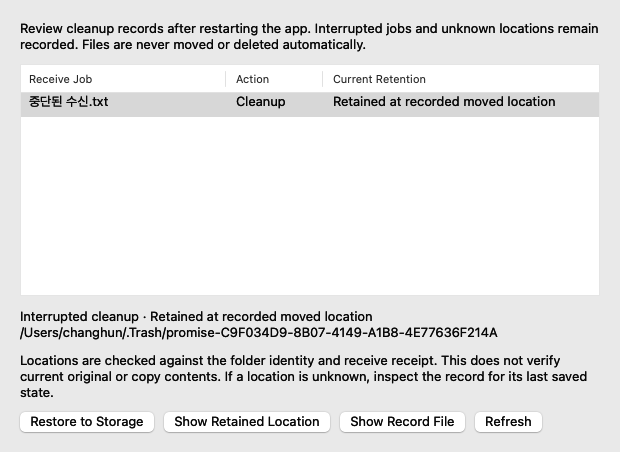 Review cleanup records after restarting the app. Interrupted jobs and unknown locations remain
recorded. Files are never moved or deleted automatically.
Receive Job Action Current Retention
중단된 수신.txt Cleanup Retained at recorded moved location
Interrupted cleanup · Retained at recorded moved location
/Users/changhun/.Trash/promise-C9F034D9-8B07-4149-A1B8-4E77636F214A
Locations are checked against the folder identity and receive receipt. This does not verify
current original or copy contents. If a location is unknown, inspect the record for its last saved
state.
Restore to Storage Show Retained Location Show Record File Refresh